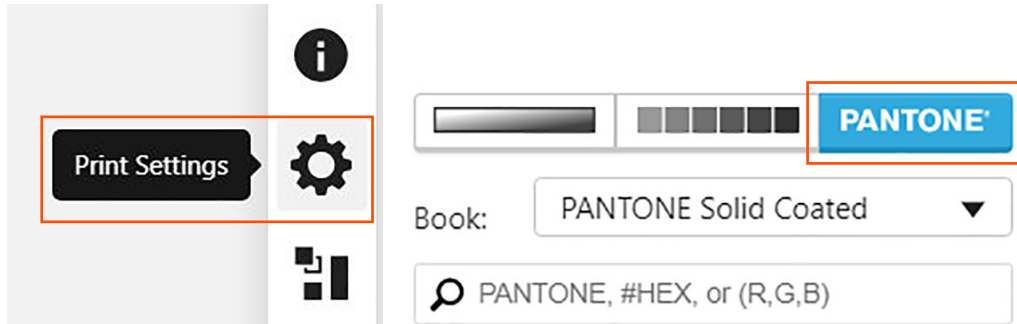 Print Settings
PANTONE®
Book:
PANTONE Solid Coated
PANTONE, #HEX, or (R,G,B)